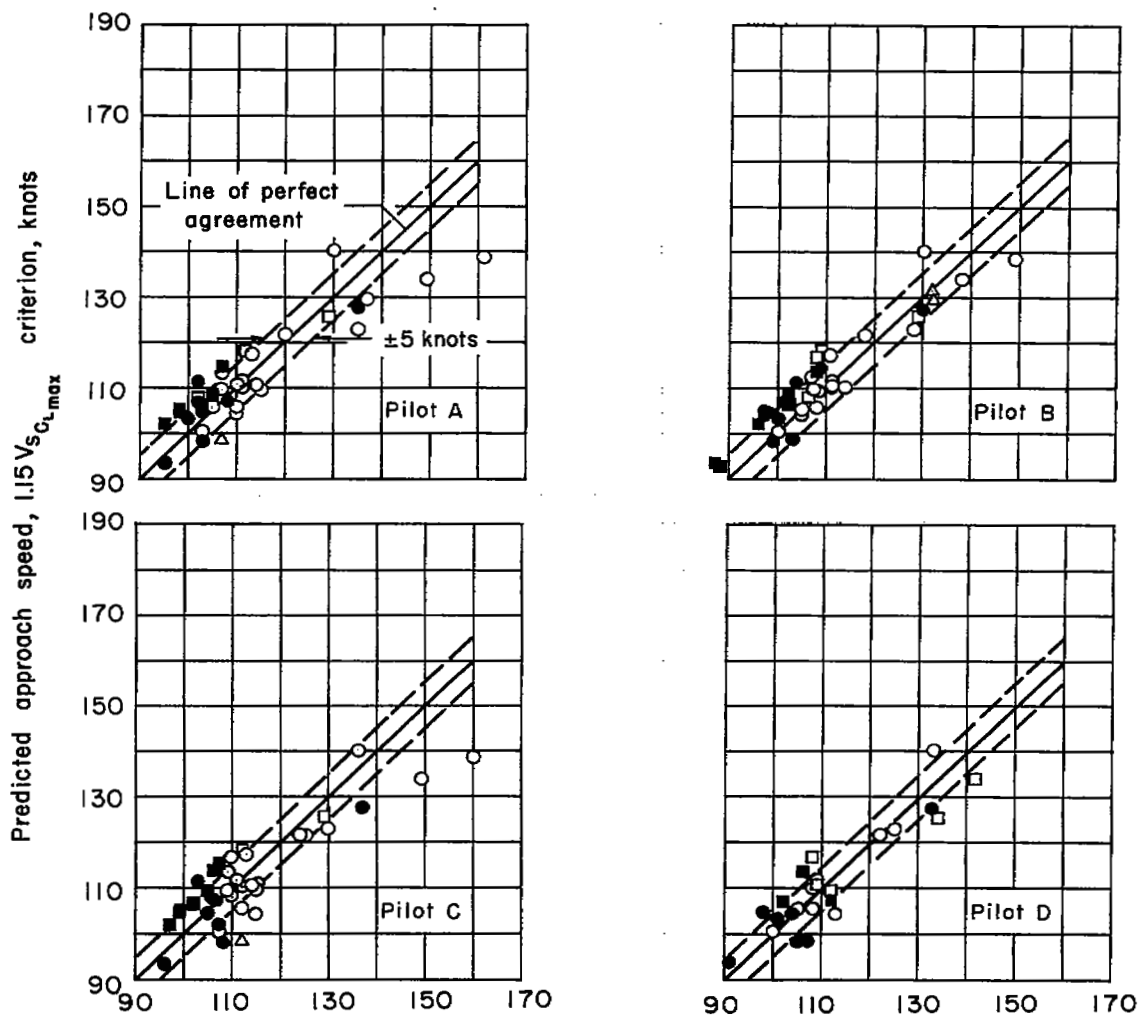 Predicted approach speed, 1.15 V_{S_{C_{L_{max}}}} criterion, knots
190
170
150
130
110
90
Line of perfect
agreement
±5 knots
Pilot A
Pilot B
190
170
150
130
110
90
Pilot C
Pilot D
90 110 130 150 170
90 110 130 150 170